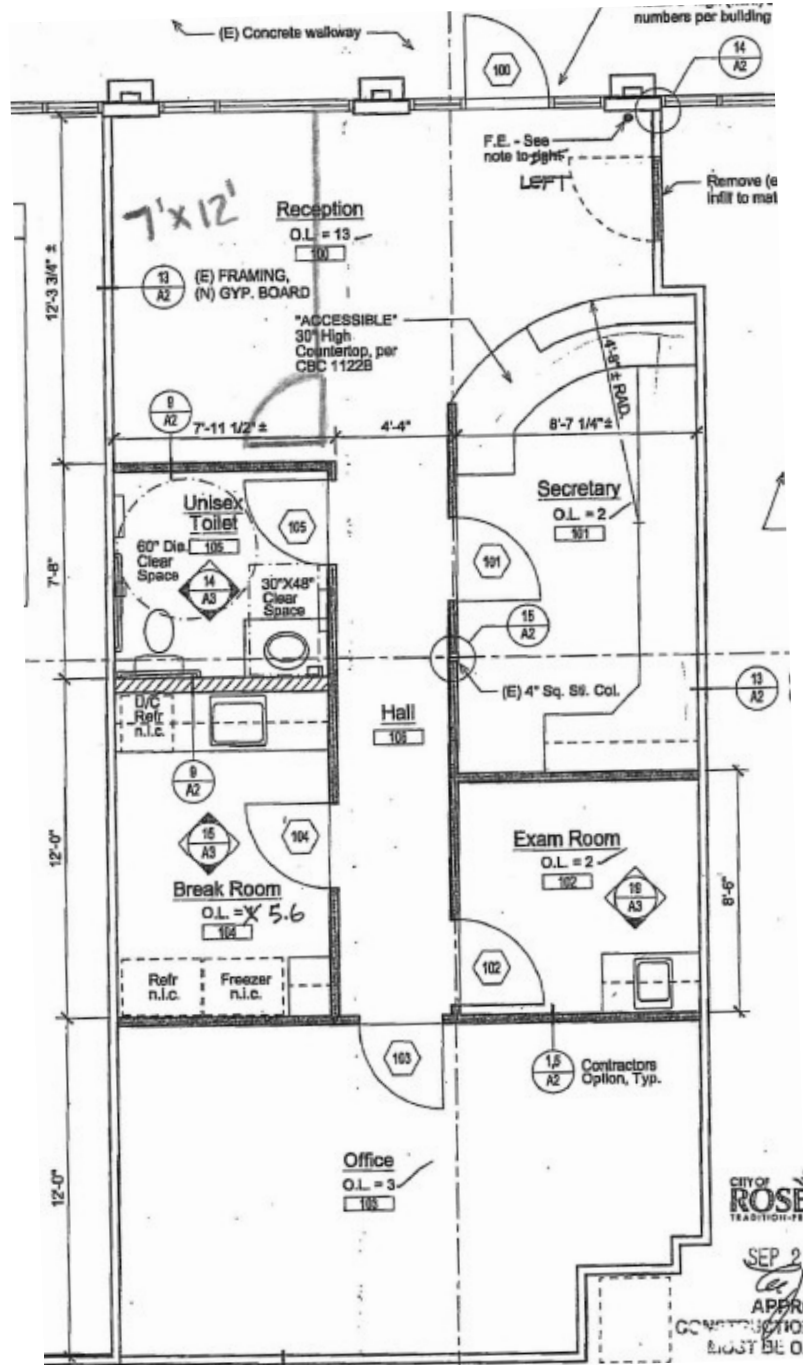 (E) Concrete walkway
numbers per building
100
14
A2
F.E. - See
note to right
LEFT
Remove (e
infill to mat
7' X 12'
Reception
O.L. = 13
100
12'-3 3/4" ±
13
A2
(E) FRAMING,
(N) GYP. BOARD
"ACCESSIBLE"
30" High
Countertop, per
CBC 1122B
4'-8" ± RAD.
9
A2
7'-11 1/2" ±
4'-4"
8'-7 1/4" ±
Unisex
Toilet
105
60" Dia.
Clear
Space
14
A3
30"X48"
Clear
Space
105
7'-8"
Secretary
O.L. = 2
101
101
15
A2
(E) 4" Sq. Stl. Col.
13
A2
D/C
Refr
n.i.c.
9
A2
Hall
106
12'-0"
15
A3
104
Break Room
O.L. = 5.6
104
Refr
n.i.c.
Freezer
n.i.c.
Exam Room
O.L. = 2
102
19
A3
8'-6"
102
103
1,5
A2
Contractors
Option, Typ.
12'-0"
Office
O.L. = 3
103
CITY OF
ROSE
TRADITION-PR
SEP 2
APPR
CONSTRUCTIO
MUST BE O